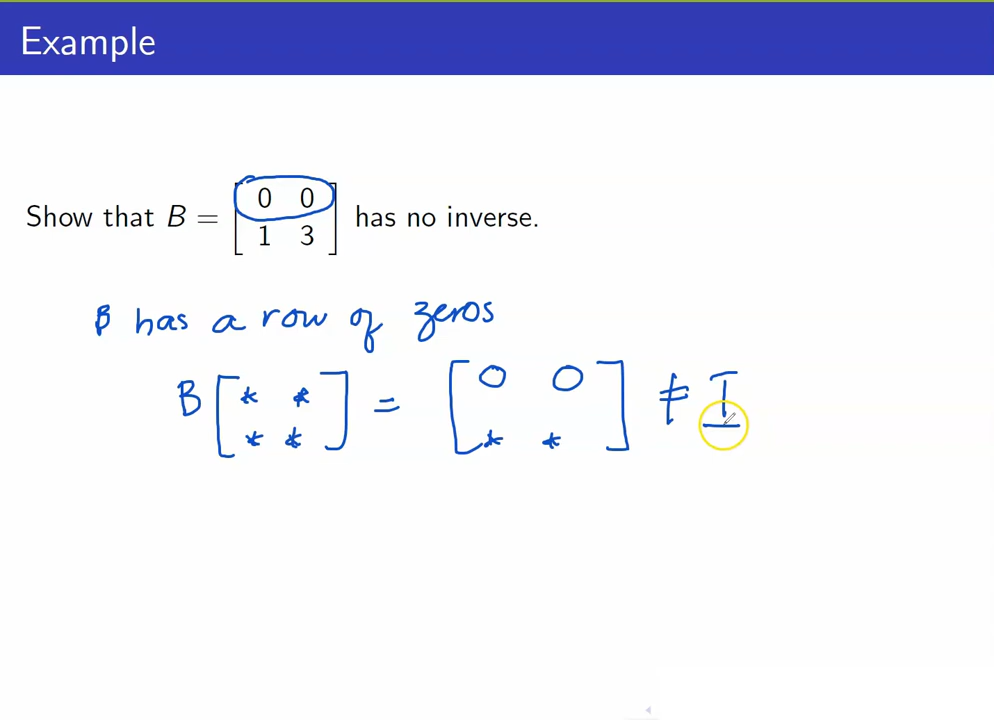 Example
Show that B = [ 0 0 ; 1 3 ] has no inverse.
B has a row of zeros
B [ * * ; * * ] = [ 0 0 ; * * ] ≠ I